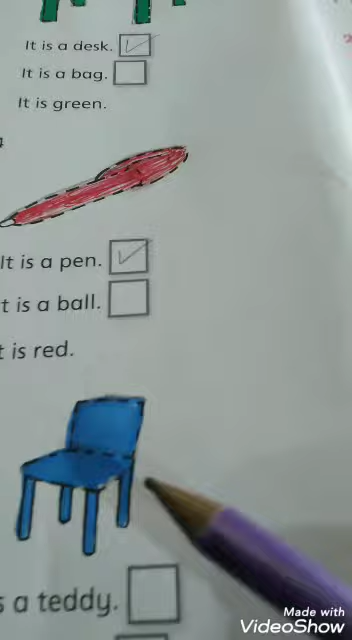 It is a desk.
It is a bag.
It is green.
It is a pen.
t is a ball.
t is red.
s a teddy.
Made with
VideoShow